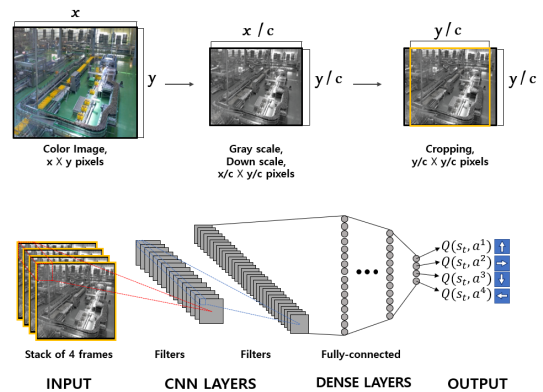 x
y
x / c
y / c
y / c
y / c
Color Image,
x X y pixels
Gray scale,
Down scale,
x/c X y/c pixels
Cropping,
y/c X y/c pixels
Q(s_t, a^1)
Q(s_t, a^2)
Q(s_t, a^3)
Q(s_t, a^4)
Stack of 4 frames
Filters
Filters
Fully-connected
INPUT
CNN LAYERS
DENSE LAYERS
OUTPUT